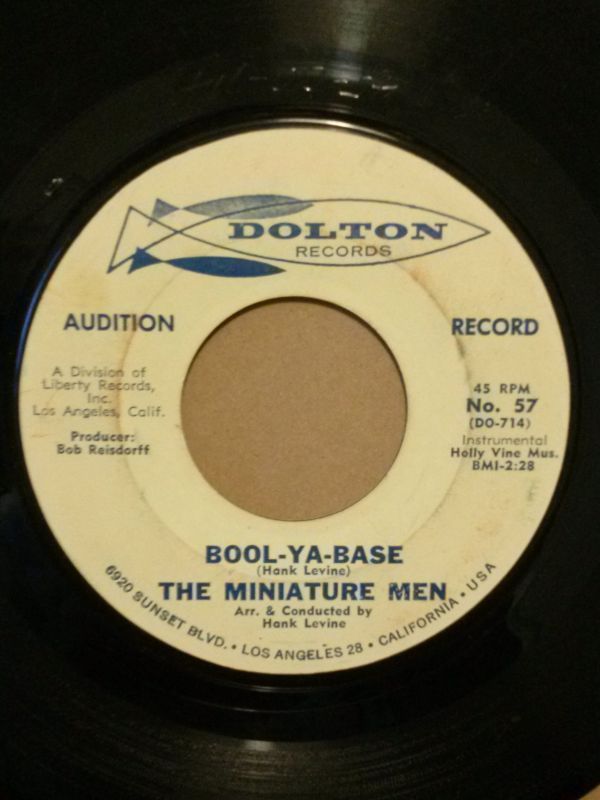 DOLTON
RECORDS
AUDITION
RECORD
A Division of
Liberty Records,
Inc.
Los Angeles, Calif.
Producer:
Bob Reisdorff
45 RPM
No. 57
(DO-714)
Instrumental
Holly Vine Mus.
BMI-2:28
BOOL-YA-BASE
(Hank Levine)
THE MINIATURE MEN
Arr. & Conducted by
Hank Levine
6920 SUNSET BLVD. • LOS ANGELES 28 • CALIFORNIA • USA